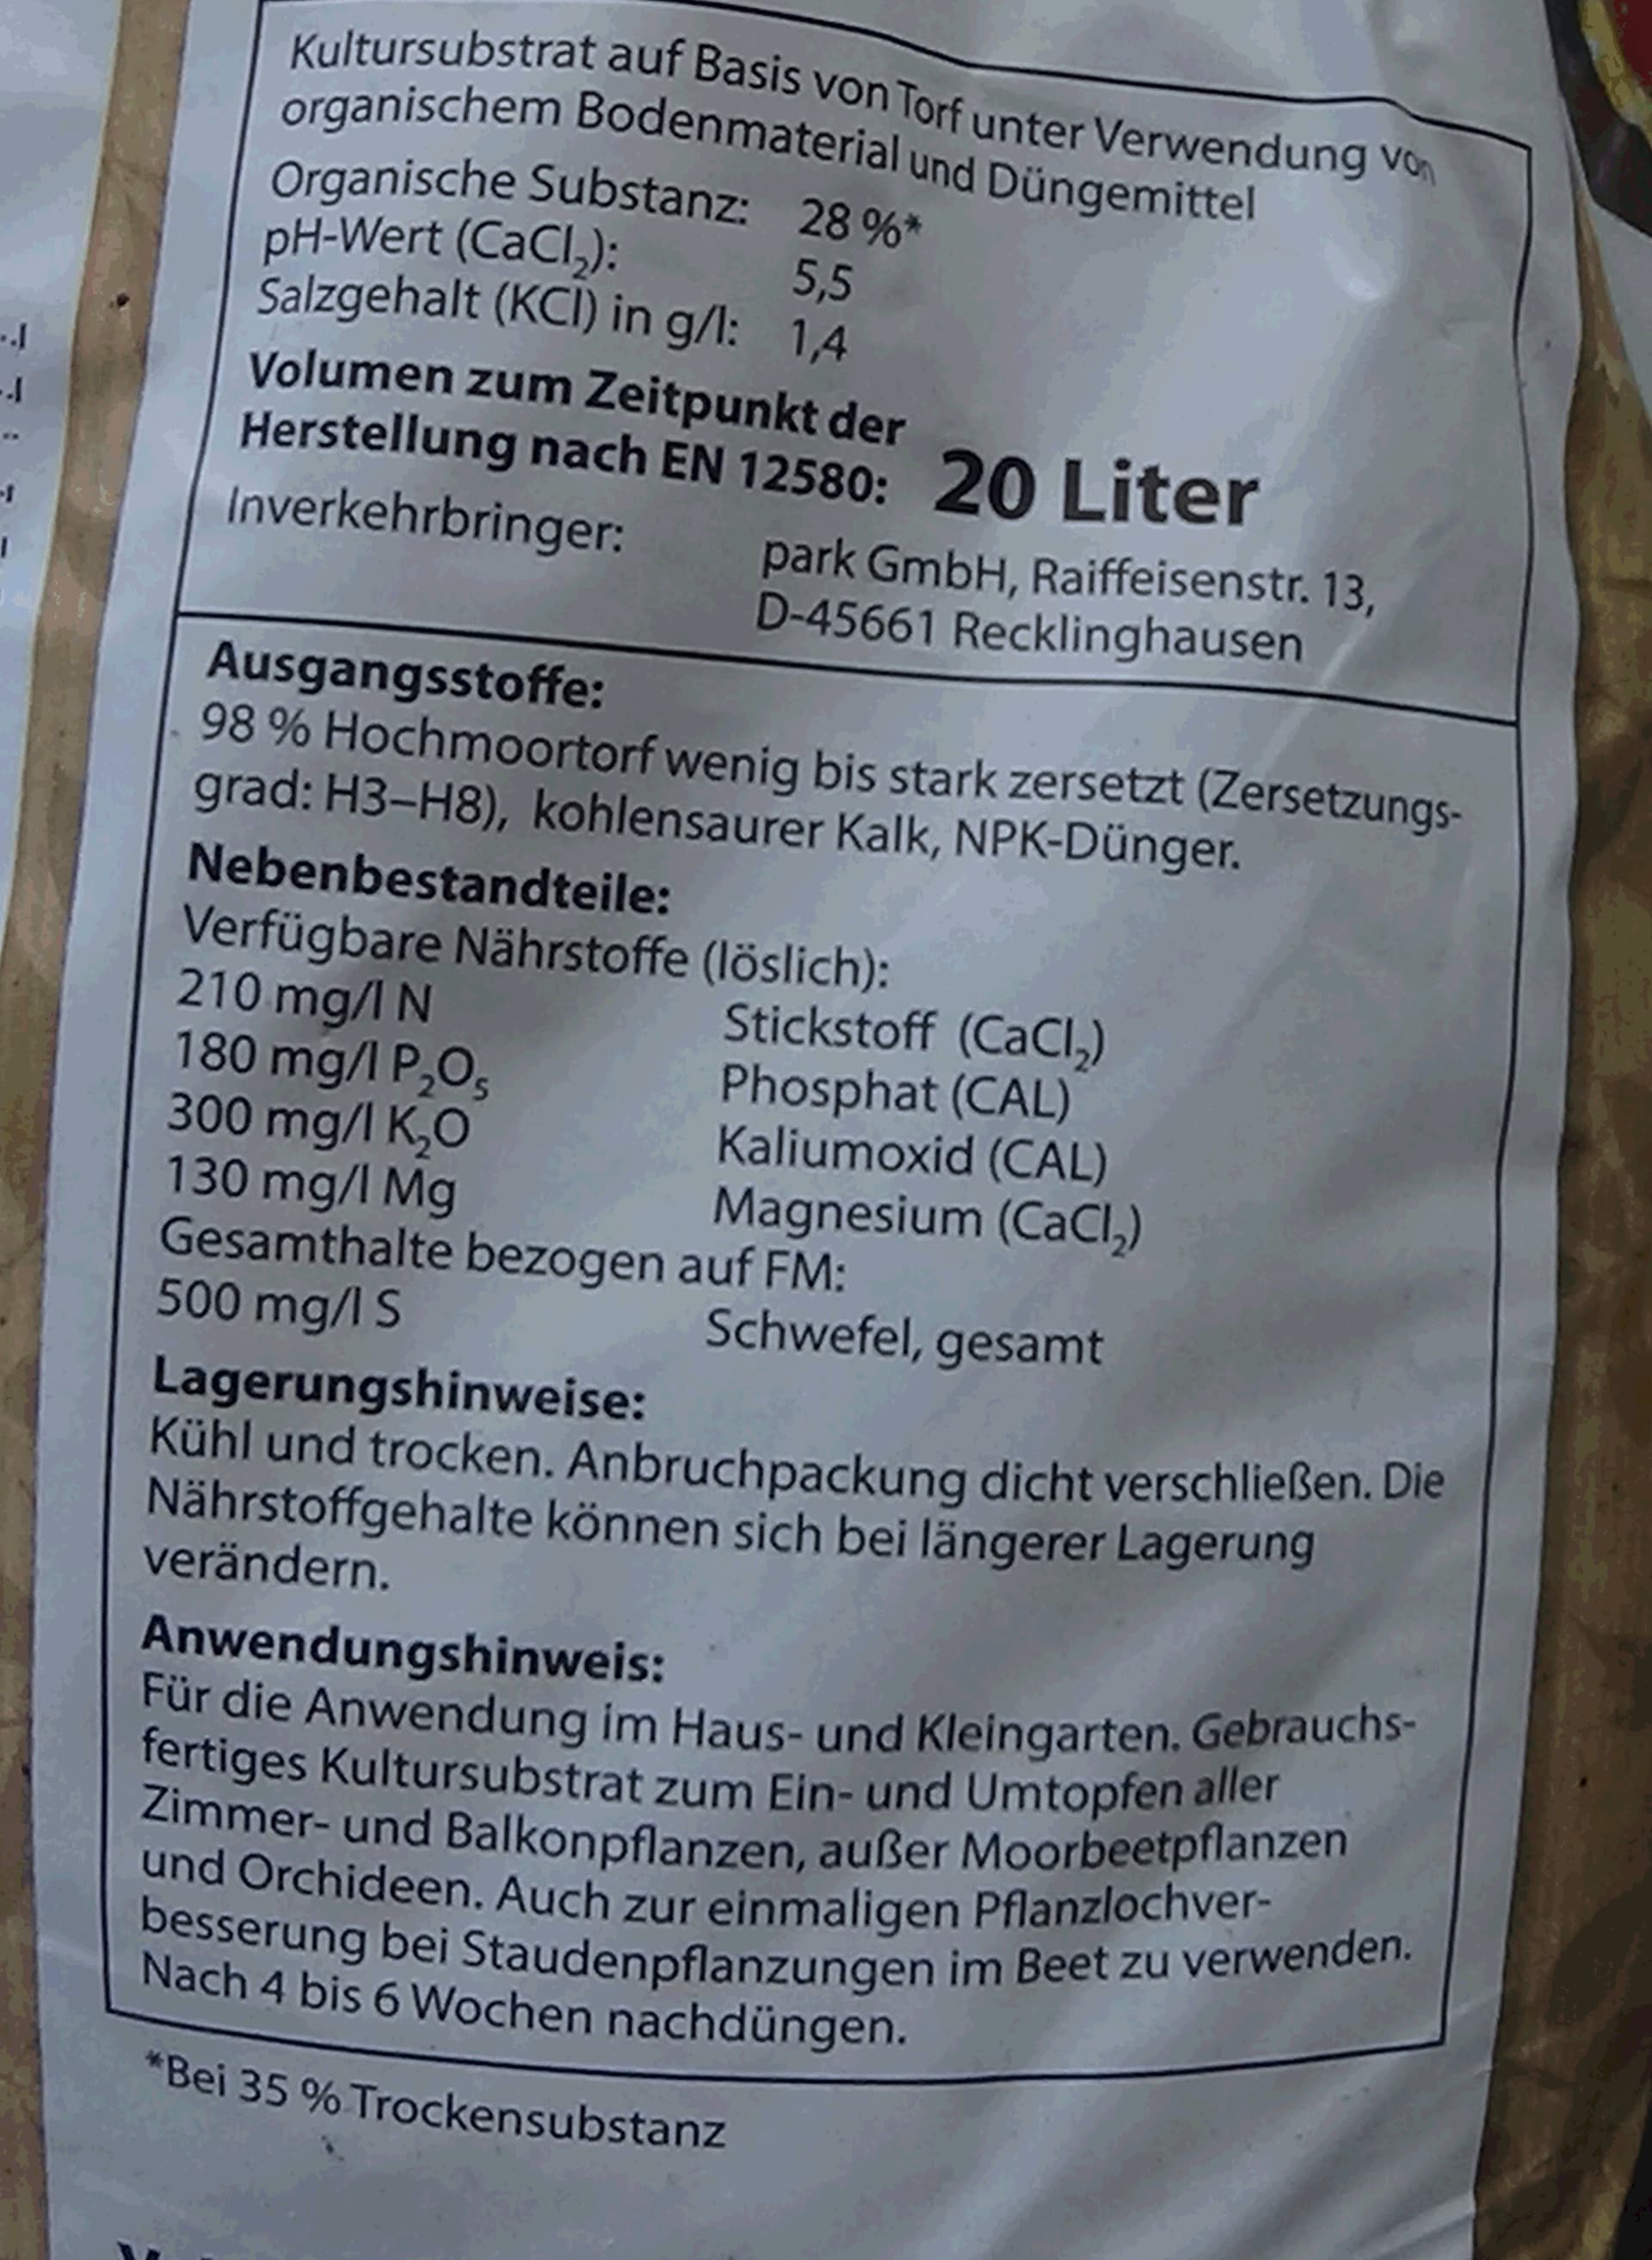 Kultursubstrat auf Basis von Torf unter Verwendung von
organischem Bodenmaterial und Düngemittel
Organische Substanz: 28 %*
pH-Wert (CaCl₂): 5,5
Salzgehalt (KCl) in g/l: 1,4
Volumen zum Zeitpunkt der
Herstellung nach EN 12580: 20 Liter
Inverkehrbringer: park GmbH, Raiffeisenstr. 13,
D-45661 Recklinghausen
Ausgangsstoffe:
98 % Hochmoortorf wenig bis stark zersetzt (Zersetzungs-
grad: H3–H8), kohlensaurer Kalk, NPK-Dünger.
Nebenbestandteile:
Verfügbare Nährstoffe (löslich):
210 mg/l N Stickstoff (CaCl₂)
180 mg/l P₂O₅ Phosphat (CAL)
300 mg/l K₂O Kaliumoxid (CAL)
130 mg/l Mg Magnesium (CaCl₂)
Gesamthalte bezogen auf FM:
500 mg/l S Schwefel, gesamt
Lagerungshinweise:
Kühl und trocken. Anbruchpackung dicht verschließen. Die
Nährstoffgehalte können sich bei längerer Lagerung
verändern.
Anwendungshinweis:
Für die Anwendung im Haus- und Kleingarten. Gebrauchs-
fertiges Kultursubstrat zum Ein- und Umtopfen aller
Zimmer- und Balkonpflanzen, außer Moorbeetpflanzen
und Orchideen. Auch zur einmaligen Pflanzlochver-
besserung bei Staudenpflanzungen im Beet zu verwenden.
Nach 4 bis 6 Wochen nachdüngen.
*Bei 35 % Trockensubstanz